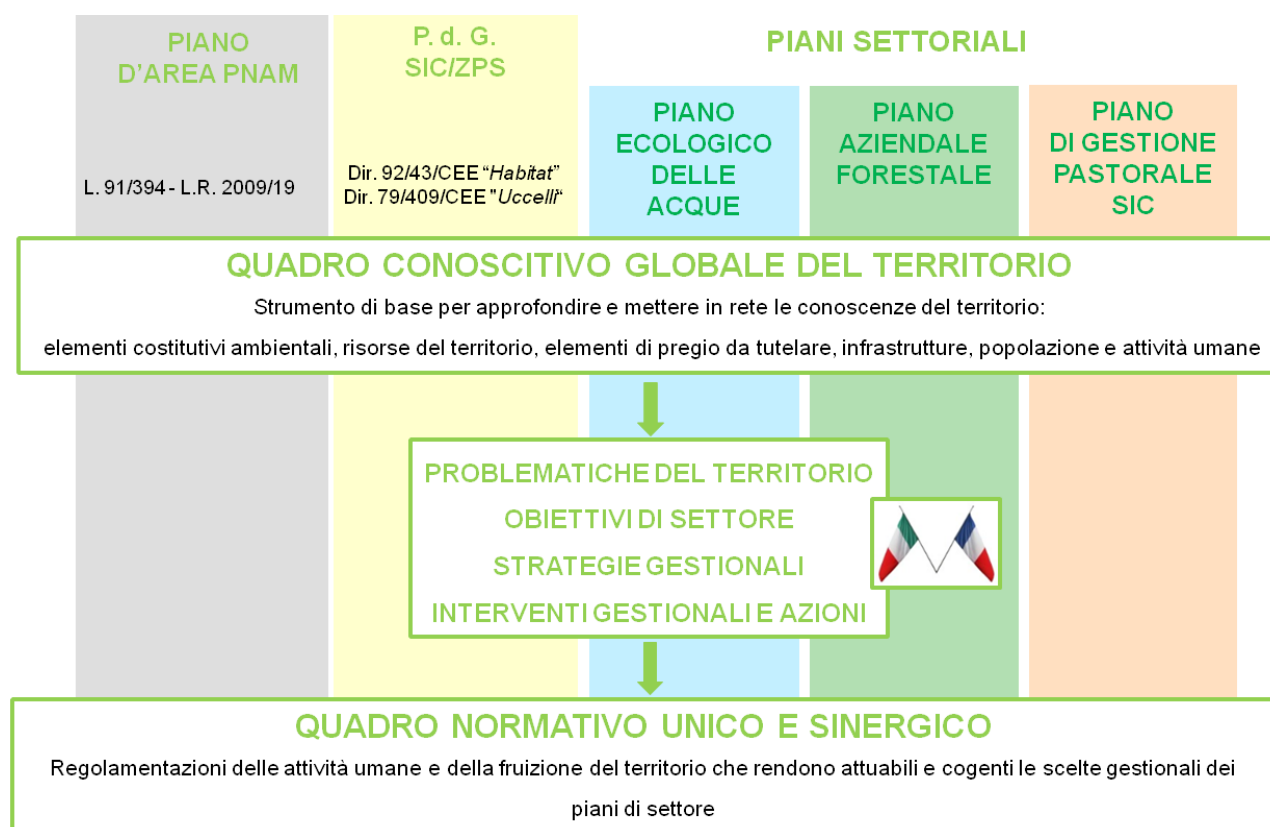 PIANO
D'AREA PNAM
L. 91/394 - L.R. 2009/19
P. d. G.
SIC/ZPS
Dir. 92/43/CEE “Habitat”
Dir. 79/409/CEE "Uccelli“
PIANI SETTORIALI
PIANO
ECOLOGICO
DELLE
ACQUE
PIANO
AZIENDALE
FORESTALE
PIANO
DI GESTIONE
PASTORALE
SIC
QUADRO CONOSCITIVO GLOBALE DEL TERRITORIO
Strumento di base per approfondire e mettere in rete le conoscenze del territorio:
elementi costitutivi ambientali, risorse del territorio, elementi di pregio da tutelare, infrastrutture, popolazione e attività umane
PROBLEMATICHE DEL TERRITORIO
OBIETTIVI DI SETTORE
STRATEGIE GESTIONALI
INTERVENTI GESTIONALI E AZIONI
QUADRO NORMATIVO UNICO E SINERGICO
Regolamentazioni delle attività umane e della fruizione del territorio che rendono attuabili e cogenti le scelte gestionali dei
piani di settore